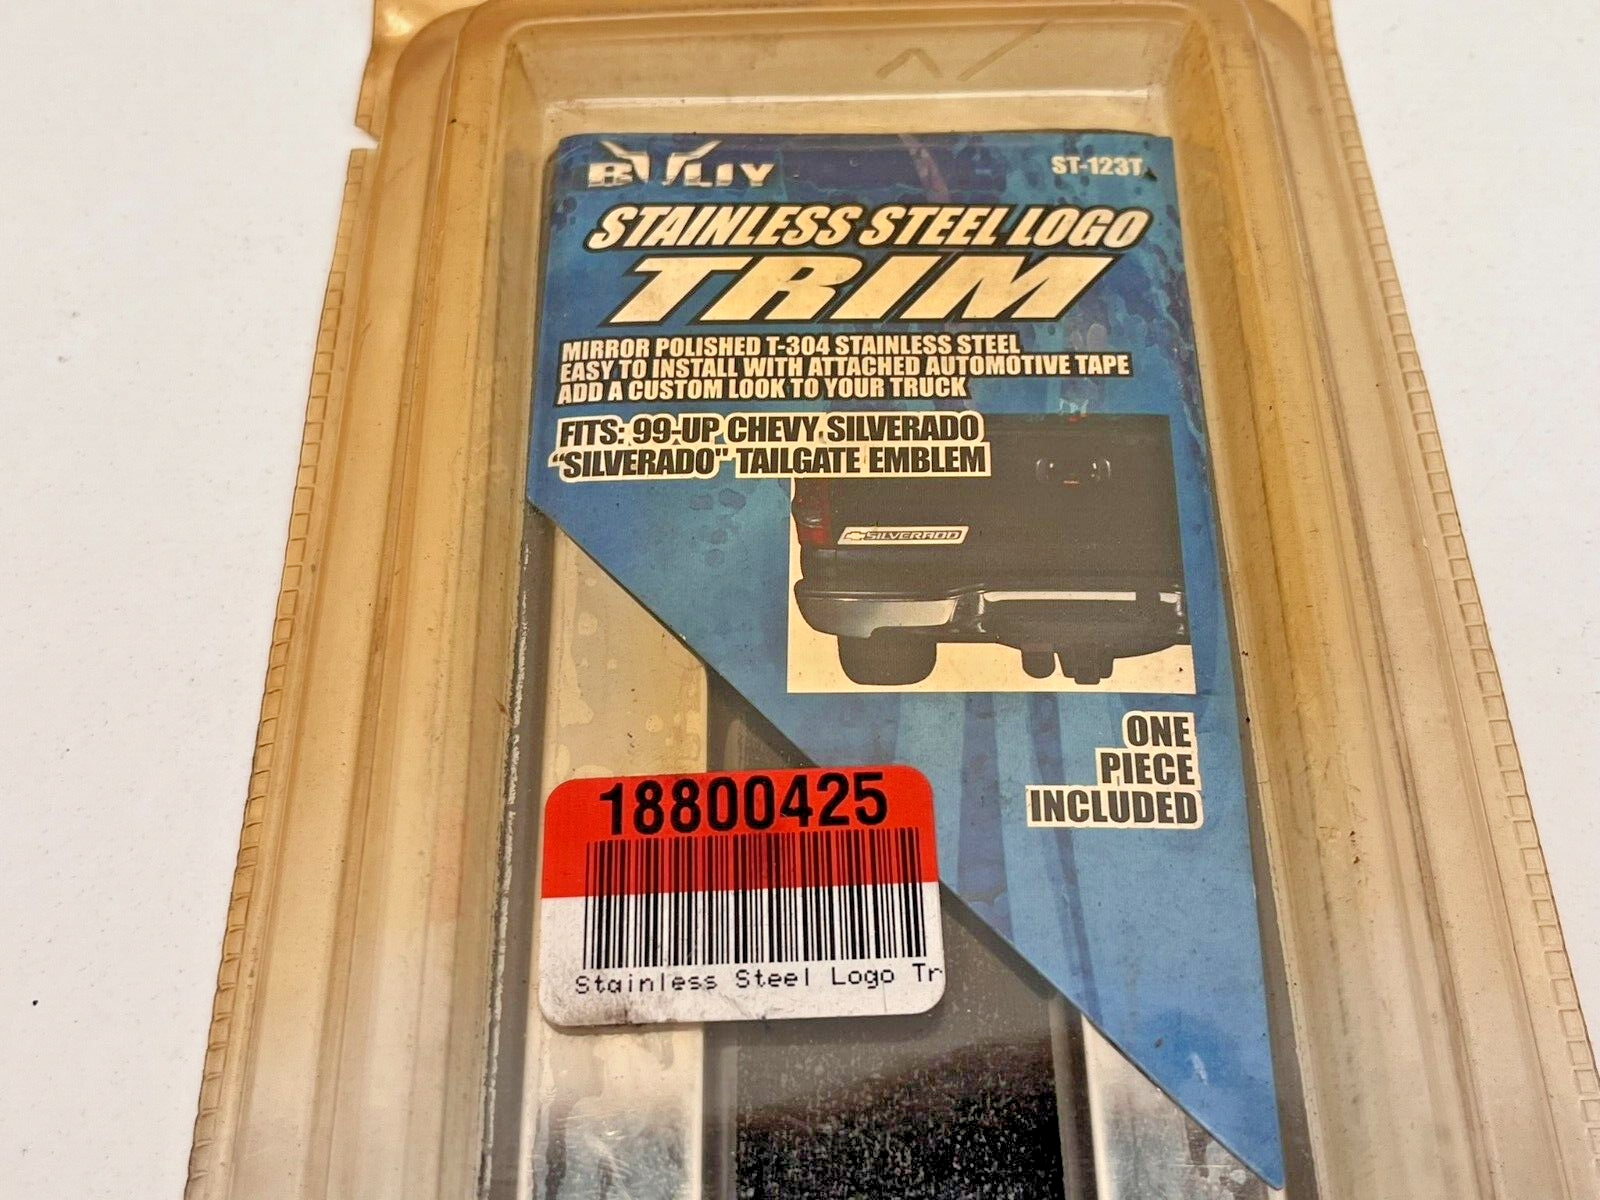 BULLY
ST-123T
STAINLESS STEEL LOGO
TRIM
MIRROR POLISHED T-304 STAINLESS STEEL
EASY TO INSTALL WITH ATTACHED AUTOMOTIVE TAPE
ADD A CUSTOM LOOK TO YOUR TRUCK
FITS: 99-UP CHEVY SILVERADO
"SILVERADO" TAILGATE EMBLEM
SILVERADO
ONE
PIECE
INCLUDED
18800425
Stainless Steel Logo Tr